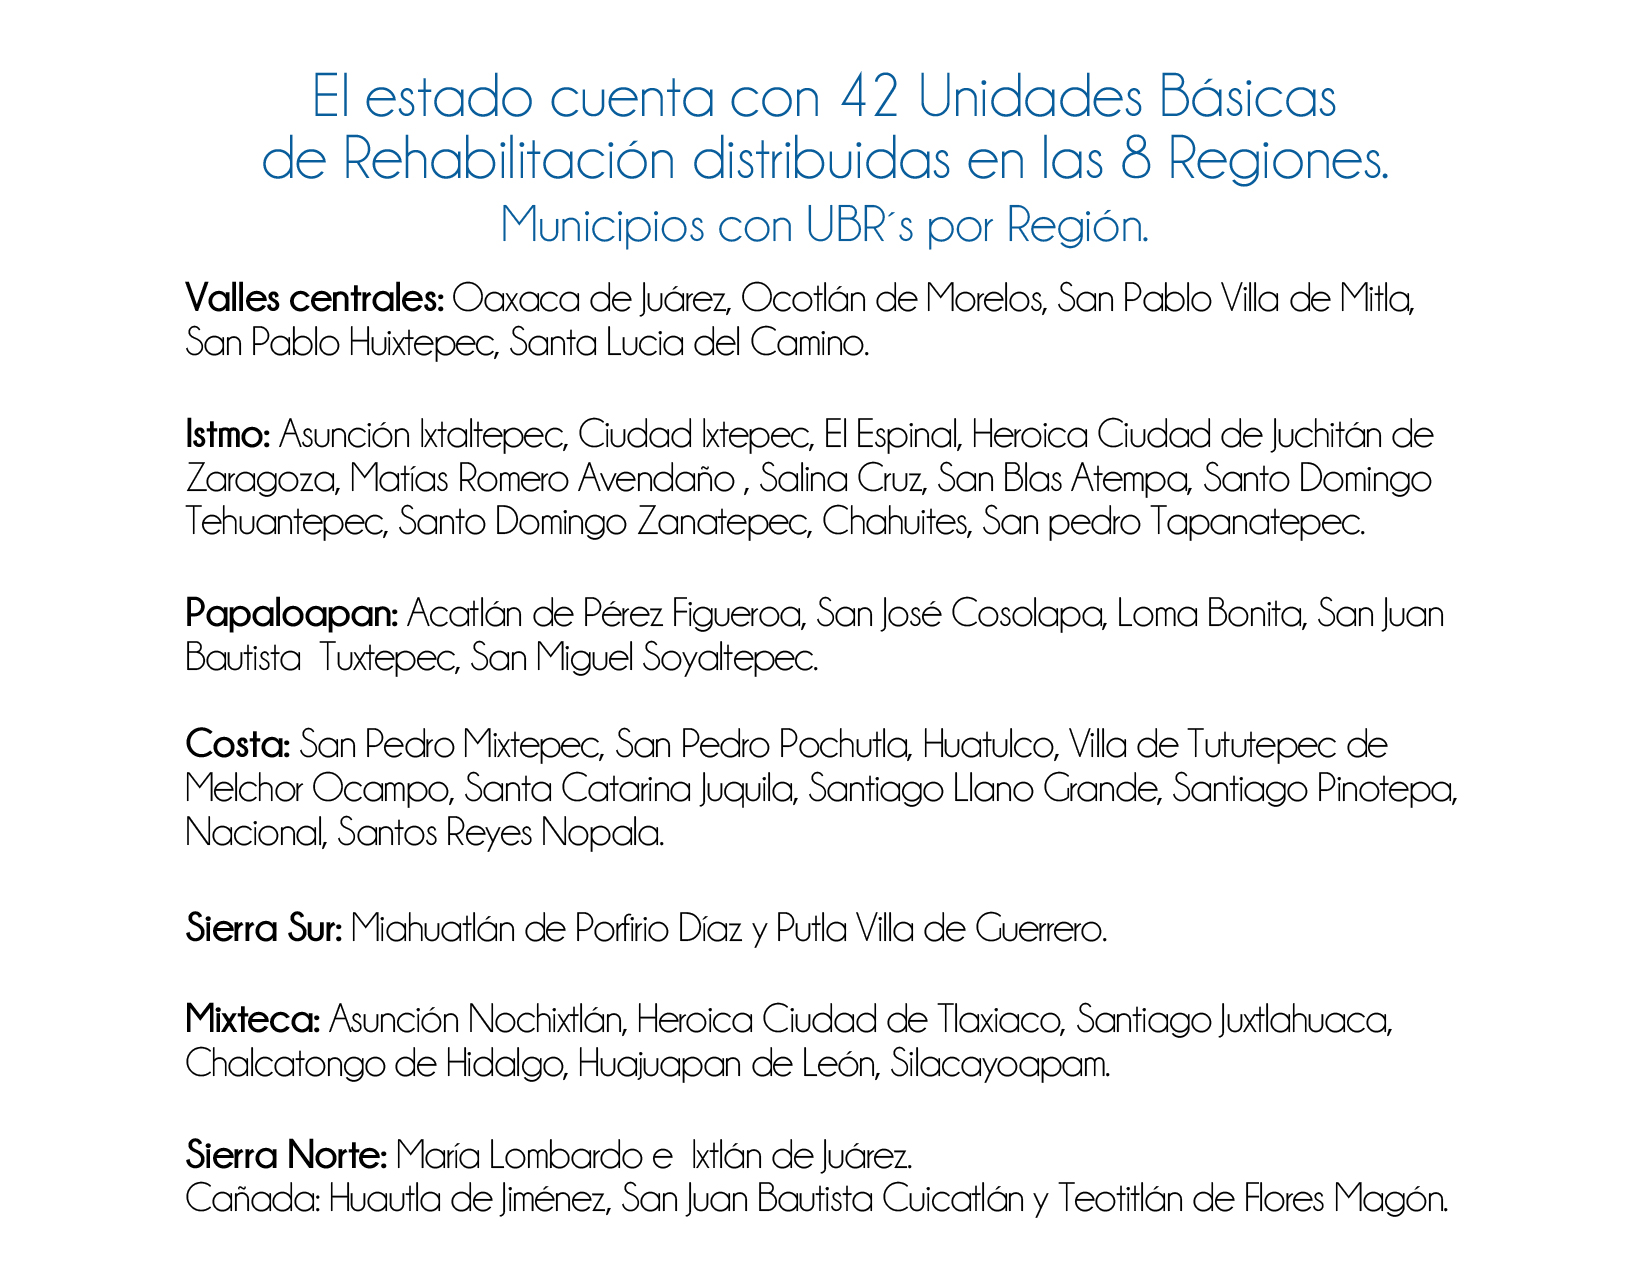 El estado cuenta con 42 Unidades Básicas
de Rehabilitación distribuidas en las 8 Regiones.
Municipios con UBR´s por Región.
Valles centrales: Oaxaca de Juárez, Ocotlán de Morelos, San Pablo Villa de Mitla,
San Pablo Huixtepec, Santa Lucia del Camino.
Istmo: Asunción Ixtaltepec, Ciudad Ixtepec, El Espinal, Heroica Ciudad de Juchitán de
Zaragoza, Matías Romero Avendaño , Salina Cruz, San Blas Atempa, Santo Domingo
Tehuantepec, Santo Domingo Zanatepec, Chahuites, San pedro Tapanatepec.
Papaloapan: Acatlán de Pérez Figueroa, San José Cosolapa, Loma Bonita, San Juan
Bautista  Tuxtepec, San Miguel Soyaltepec.
Costa: San Pedro Mixtepec, San Pedro Pochutla, Huatulco, Villa de Tututepec de
Melchor Ocampo, Santa Catarina Juquila, Santiago Llano Grande, Santiago Pinotepa,
Nacional, Santos Reyes Nopala.
Sierra Sur: Miahuatlán de Porfirio Díaz y Putla Villa de Guerrero.
Mixteca: Asunción Nochixtlán, Heroica Ciudad de Tlaxiaco, Santiago Juxtlahuaca,
Chalcatongo de Hidalgo, Huajuapan de León, Silacayoapam.
Sierra Norte: María Lombardo e  Ixtlán de Juárez.
Cañada: Huautla de Jiménez, San Juan Bautista Cuicatlán y Teotitlán de Flores Magón.